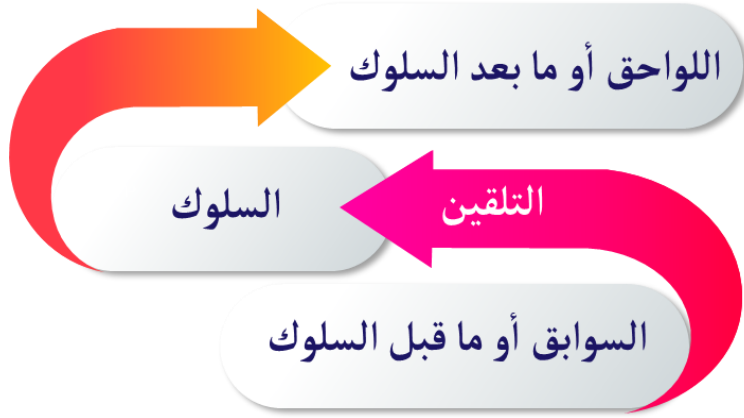 اللواحق أو ما بعد السلوك
السلوك
التلقين
السوابق أو ما قبل السلوك